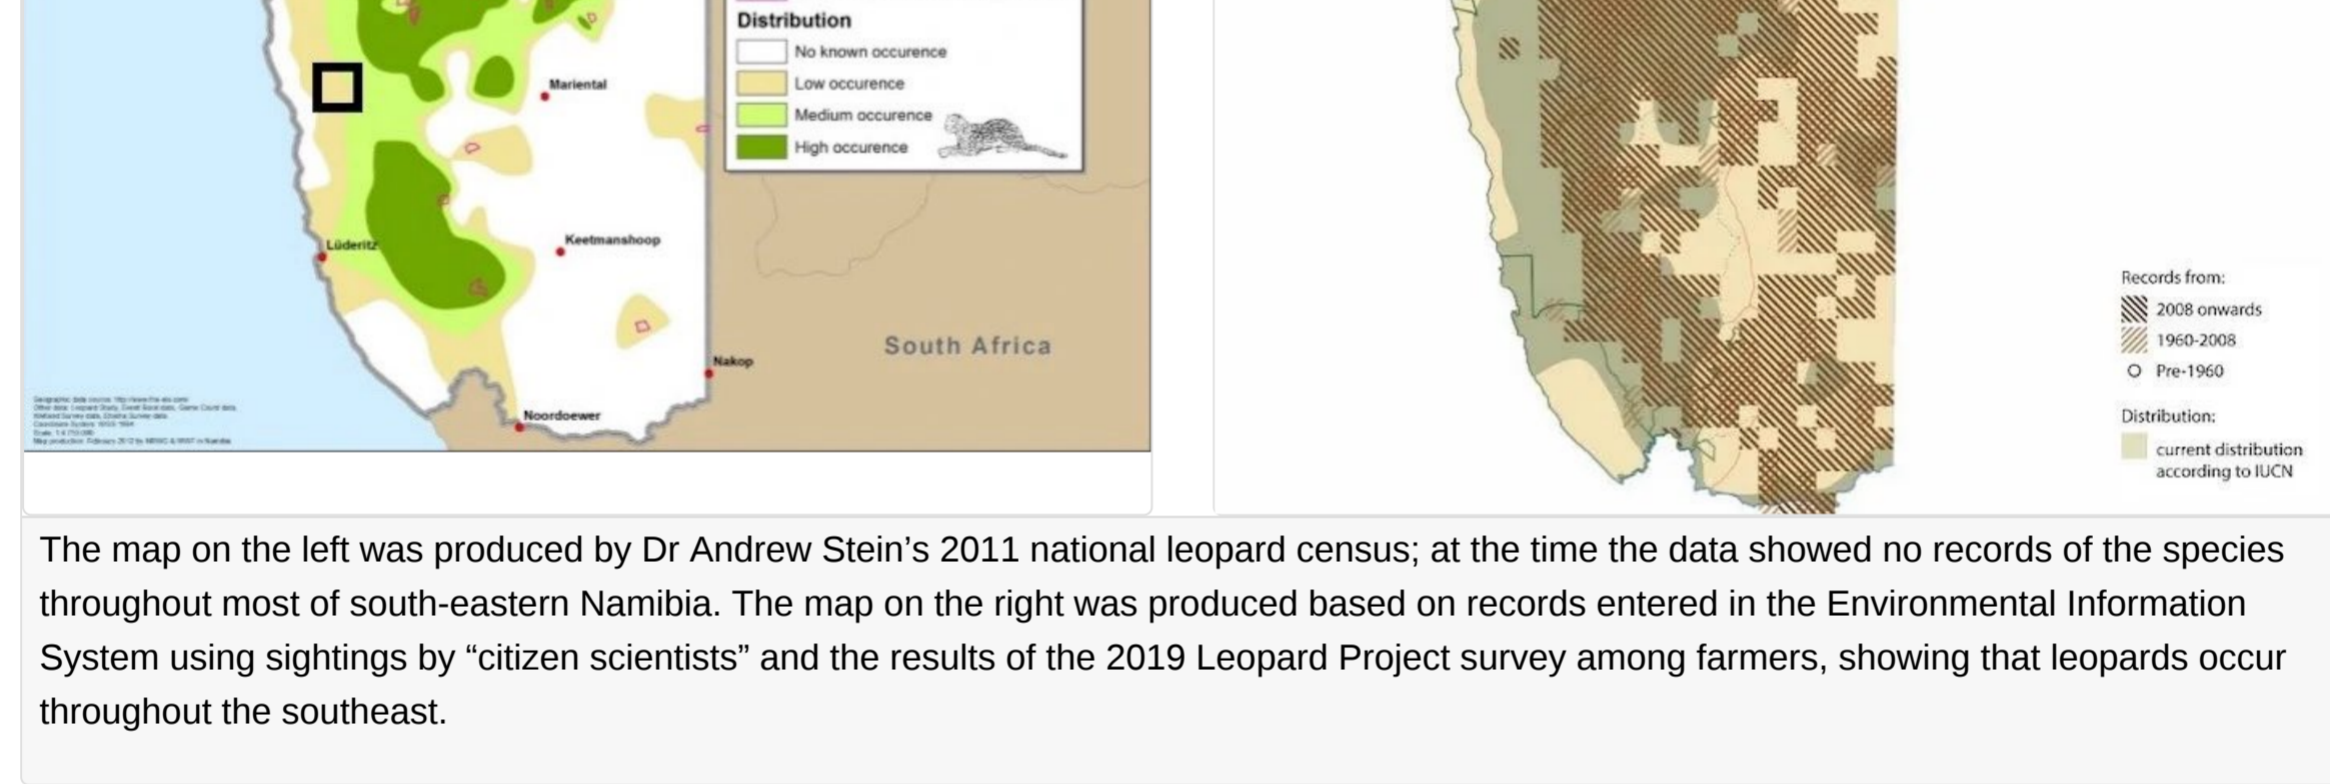 Distribution
No known occurence
Low occurence
Medium occurence
High occurence
Mariental
Lüderitz
Keetmanshoop
South Africa
Nakop
Noordoewer
Records from:
2008 onwards
1960-2008
Pre-1960
Distribution:
current distribution
according to IUCN
The map on the left was produced by Dr Andrew Stein’s 2011 national leopard census; at the time the data showed no records of the species
throughout most of south-eastern Namibia. The map on the right was produced based on records entered in the Environmental Information
System using sightings by “citizen scientists” and the results of the 2019 Leopard Project survey among farmers, showing that leopards occur
throughout the southeast.